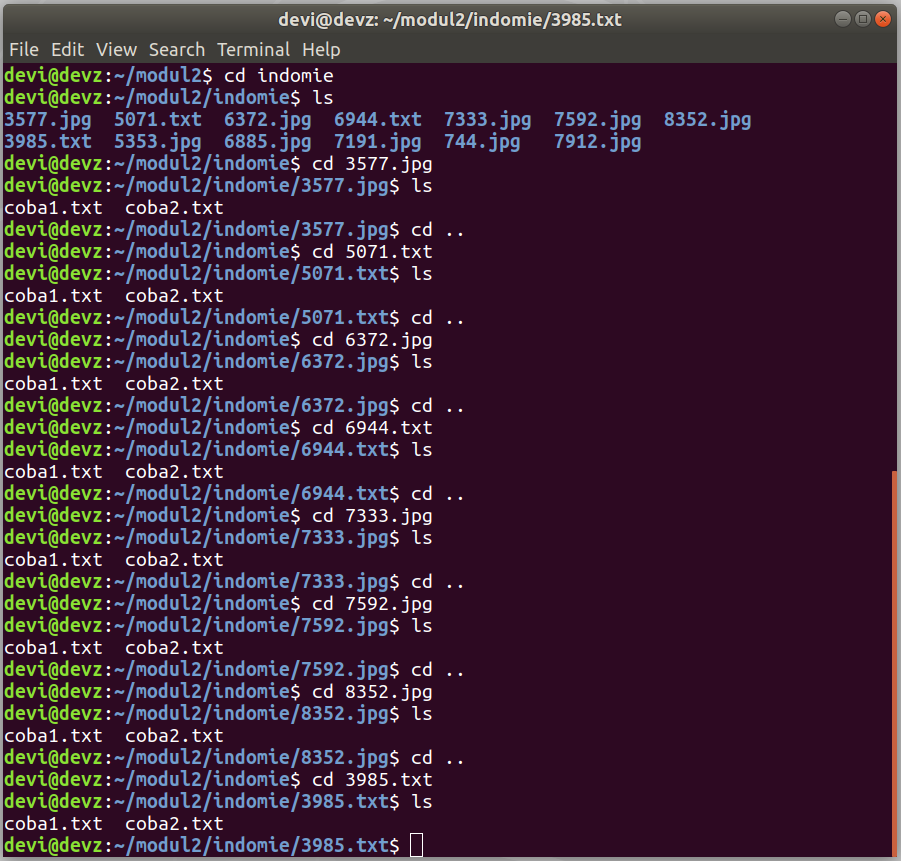 devi@devz: ~/modul2/indomie/3985.txt
File Edit View Search Terminal Help
devi@devz:~/modul2$ cd indomie
devi@devz:~/modul2/indomie$ ls
3577.jpg  5071.txt  6372.jpg  6944.txt  7333.jpg  7592.jpg  8352.jpg
3985.txt  5353.jpg  6885.jpg  7191.jpg  744.jpg   7912.jpg
devi@devz:~/modul2/indomie$ cd 3577.jpg
devi@devz:~/modul2/indomie/3577.jpg$ ls
coba1.txt  coba2.txt
devi@devz:~/modul2/indomie/3577.jpg$ cd ..
devi@devz:~/modul2/indomie$ cd 5071.txt
devi@devz:~/modul2/indomie/5071.txt$ ls
coba1.txt  coba2.txt
devi@devz:~/modul2/indomie/5071.txt$ cd ..
devi@devz:~/modul2/indomie$ cd 6372.jpg
devi@devz:~/modul2/indomie/6372.jpg$ ls
coba1.txt  coba2.txt
devi@devz:~/modul2/indomie/6372.jpg$ cd ..
devi@devz:~/modul2/indomie$ cd 6944.txt
devi@devz:~/modul2/indomie/6944.txt$ ls
coba1.txt  coba2.txt
devi@devz:~/modul2/indomie/6944.txt$ cd ..
devi@devz:~/modul2/indomie$ cd 7333.jpg
devi@devz:~/modul2/indomie/7333.jpg$ ls
coba1.txt  coba2.txt
devi@devz:~/modul2/indomie/7333.jpg$ cd ..
devi@devz:~/modul2/indomie$ cd 7592.jpg
devi@devz:~/modul2/indomie/7592.jpg$ ls
coba1.txt  coba2.txt
devi@devz:~/modul2/indomie/7592.jpg$ cd ..
devi@devz:~/modul2/indomie$ cd 8352.jpg
devi@devz:~/modul2/indomie/8352.jpg$ ls
coba1.txt  coba2.txt
devi@devz:~/modul2/indomie/8352.jpg$ cd ..
devi@devz:~/modul2/indomie$ cd 3985.txt
devi@devz:~/modul2/indomie/3985.txt$ ls
coba1.txt  coba2.txt
devi@devz:~/modul2/indomie/3985.txt$